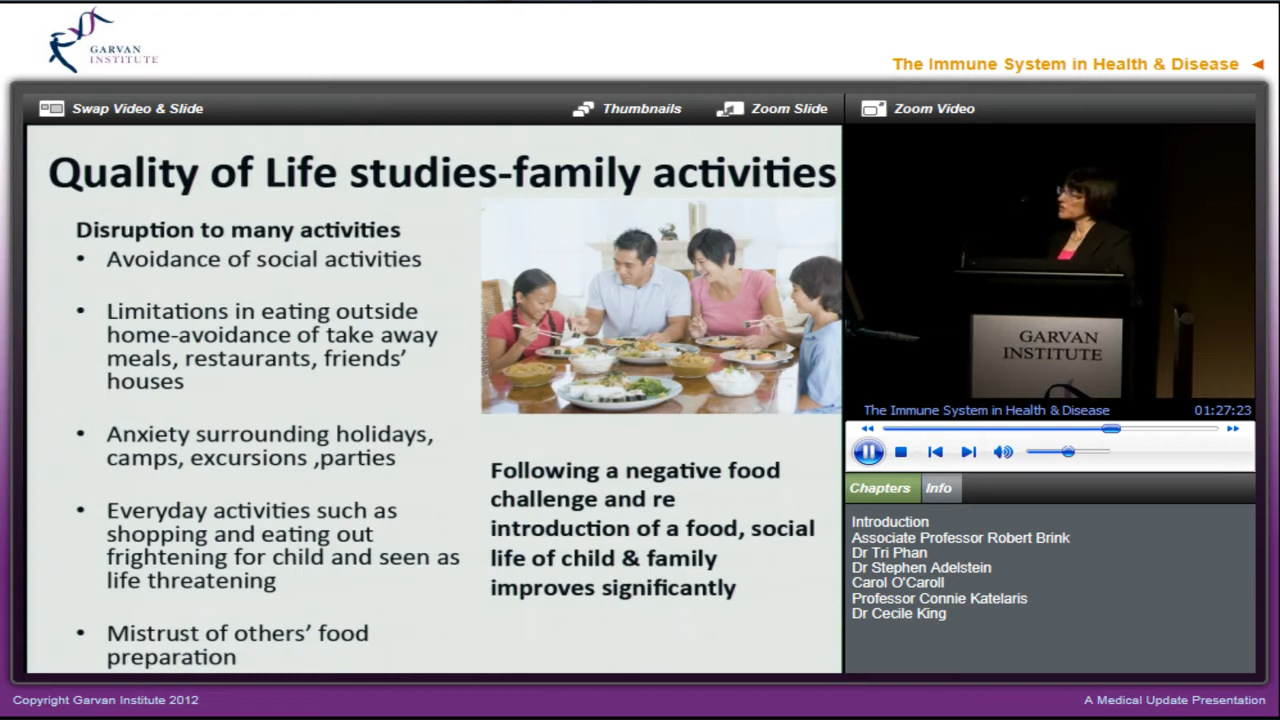 GARVAN
INSTITUTE
The Immune System in Health & Disease
Swap Video & Slide
Thumbnails
Zoom Slide
Zoom Video
Quality of Life studies-family activities
Disruption to many activities
• Avoidance of social activities
• Limitations in eating outside
home-avoidance of take away
meals, restaurants, friends’
houses
• Anxiety surrounding holidays,
camps, excursions ,parties
• Everyday activities such as
shopping and eating out
frightening for child and seen as
life threatening
• Mistrust of others’ food
preparation
Following a negative food
challenge and re
introduction of a food, social
life of child & family
improves significantly
GARVAN
INSTITUTE
The Immune System in Health & Disease
01:27:23
Chapters
Info
Introduction
Associate Professor Robert Brink
Dr Tri Phan
Dr Stephen Adelstein
Carol O'Caroll
Professor Connie Katelaris
Dr Cecile King
Copyright Garvan Institute 2012
A Medical Update Presentation